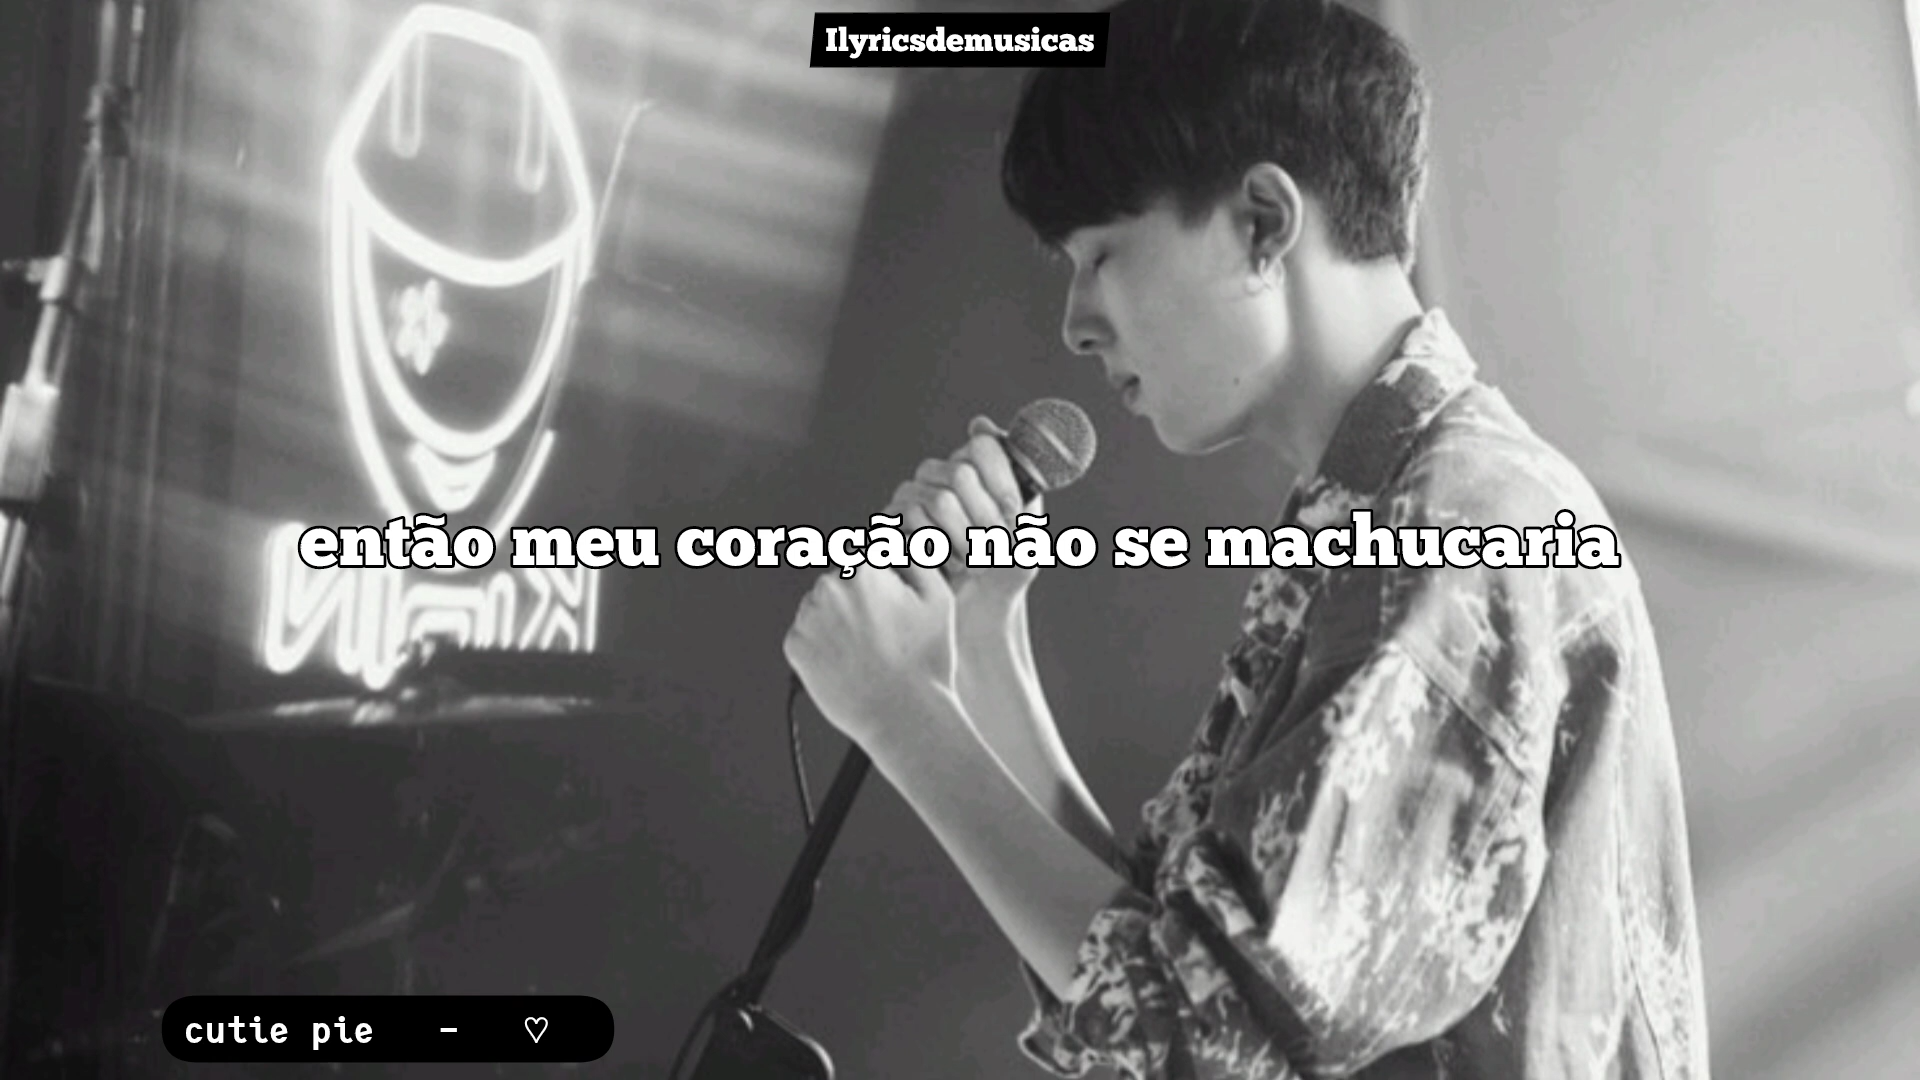 Ilyricsdemusicas
então meu coração não se machucaria
cutie pie - ♡